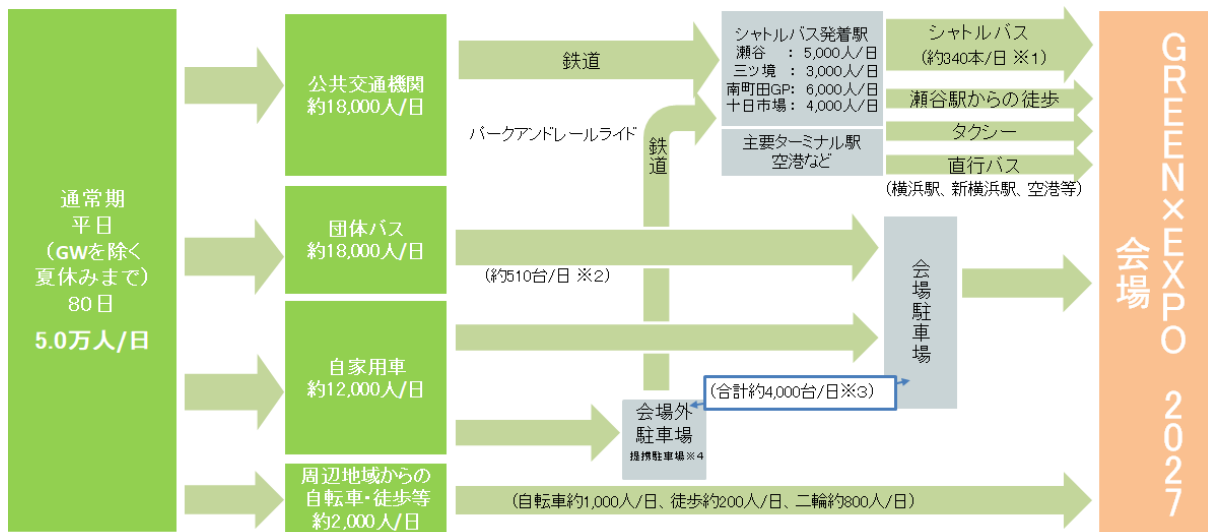 通常期
平日
(GWを除く
夏休みまで)
80日
5.0万人/日
公共交通機関
約18,000人/日
団体バス
約18,000人/日
自家用車
約12,000人/日
周辺地域からの
自転車・徒歩等
約2,000人/日
鉄道
パークアンドレールライド
鉄道
(約510台/日 ※2)
会場外
駐車場
提携駐車場※4
(合計約4,000台/日※3)
(自転車約1,000人/日、徒歩約200人/日、二輪約800人/日)
シャトルバス発着駅
瀬谷 : 5,000人/日
三ツ境 : 3,000人/日
南町田GP: 6,000人/日
十日市場 : 4,000人/日
主要ターミナル駅
空港など
シャトルバス
(約340本/日 ※1)
瀬谷駅からの徒歩
タクシー
直行バス
(横浜駅、新横浜駅、空港等)
会場駐車場
GREEN×EXPO 2027
会場